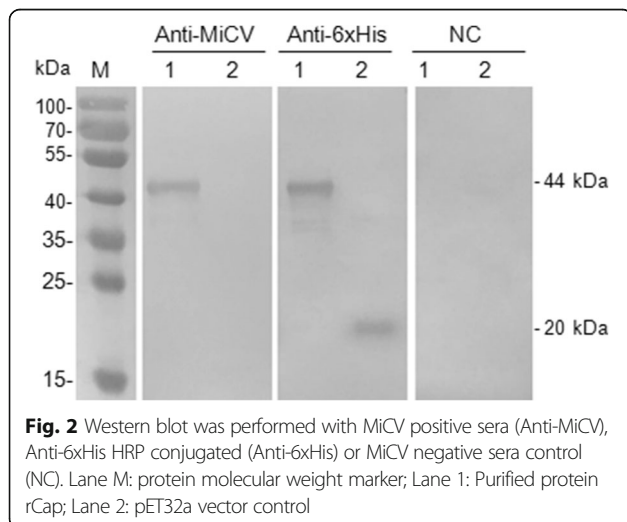 Anti-MiCV Anti-6xHis NC
kDa M 1 2 1 2 1 2
100-
70-
55-
- 44 kDa
40-
35-
25-
- 20 kDa
15-
Fig. 2 Western blot was performed with MiCV positive sera (Anti-MiCV),
Anti-6xHis HRP conjugated (Anti-6xHis) or MiCV negative sera control
(NC). Lane M: protein molecular weight marker; Lane 1: Purified protein
rCap; Lane 2: pET32a vector control